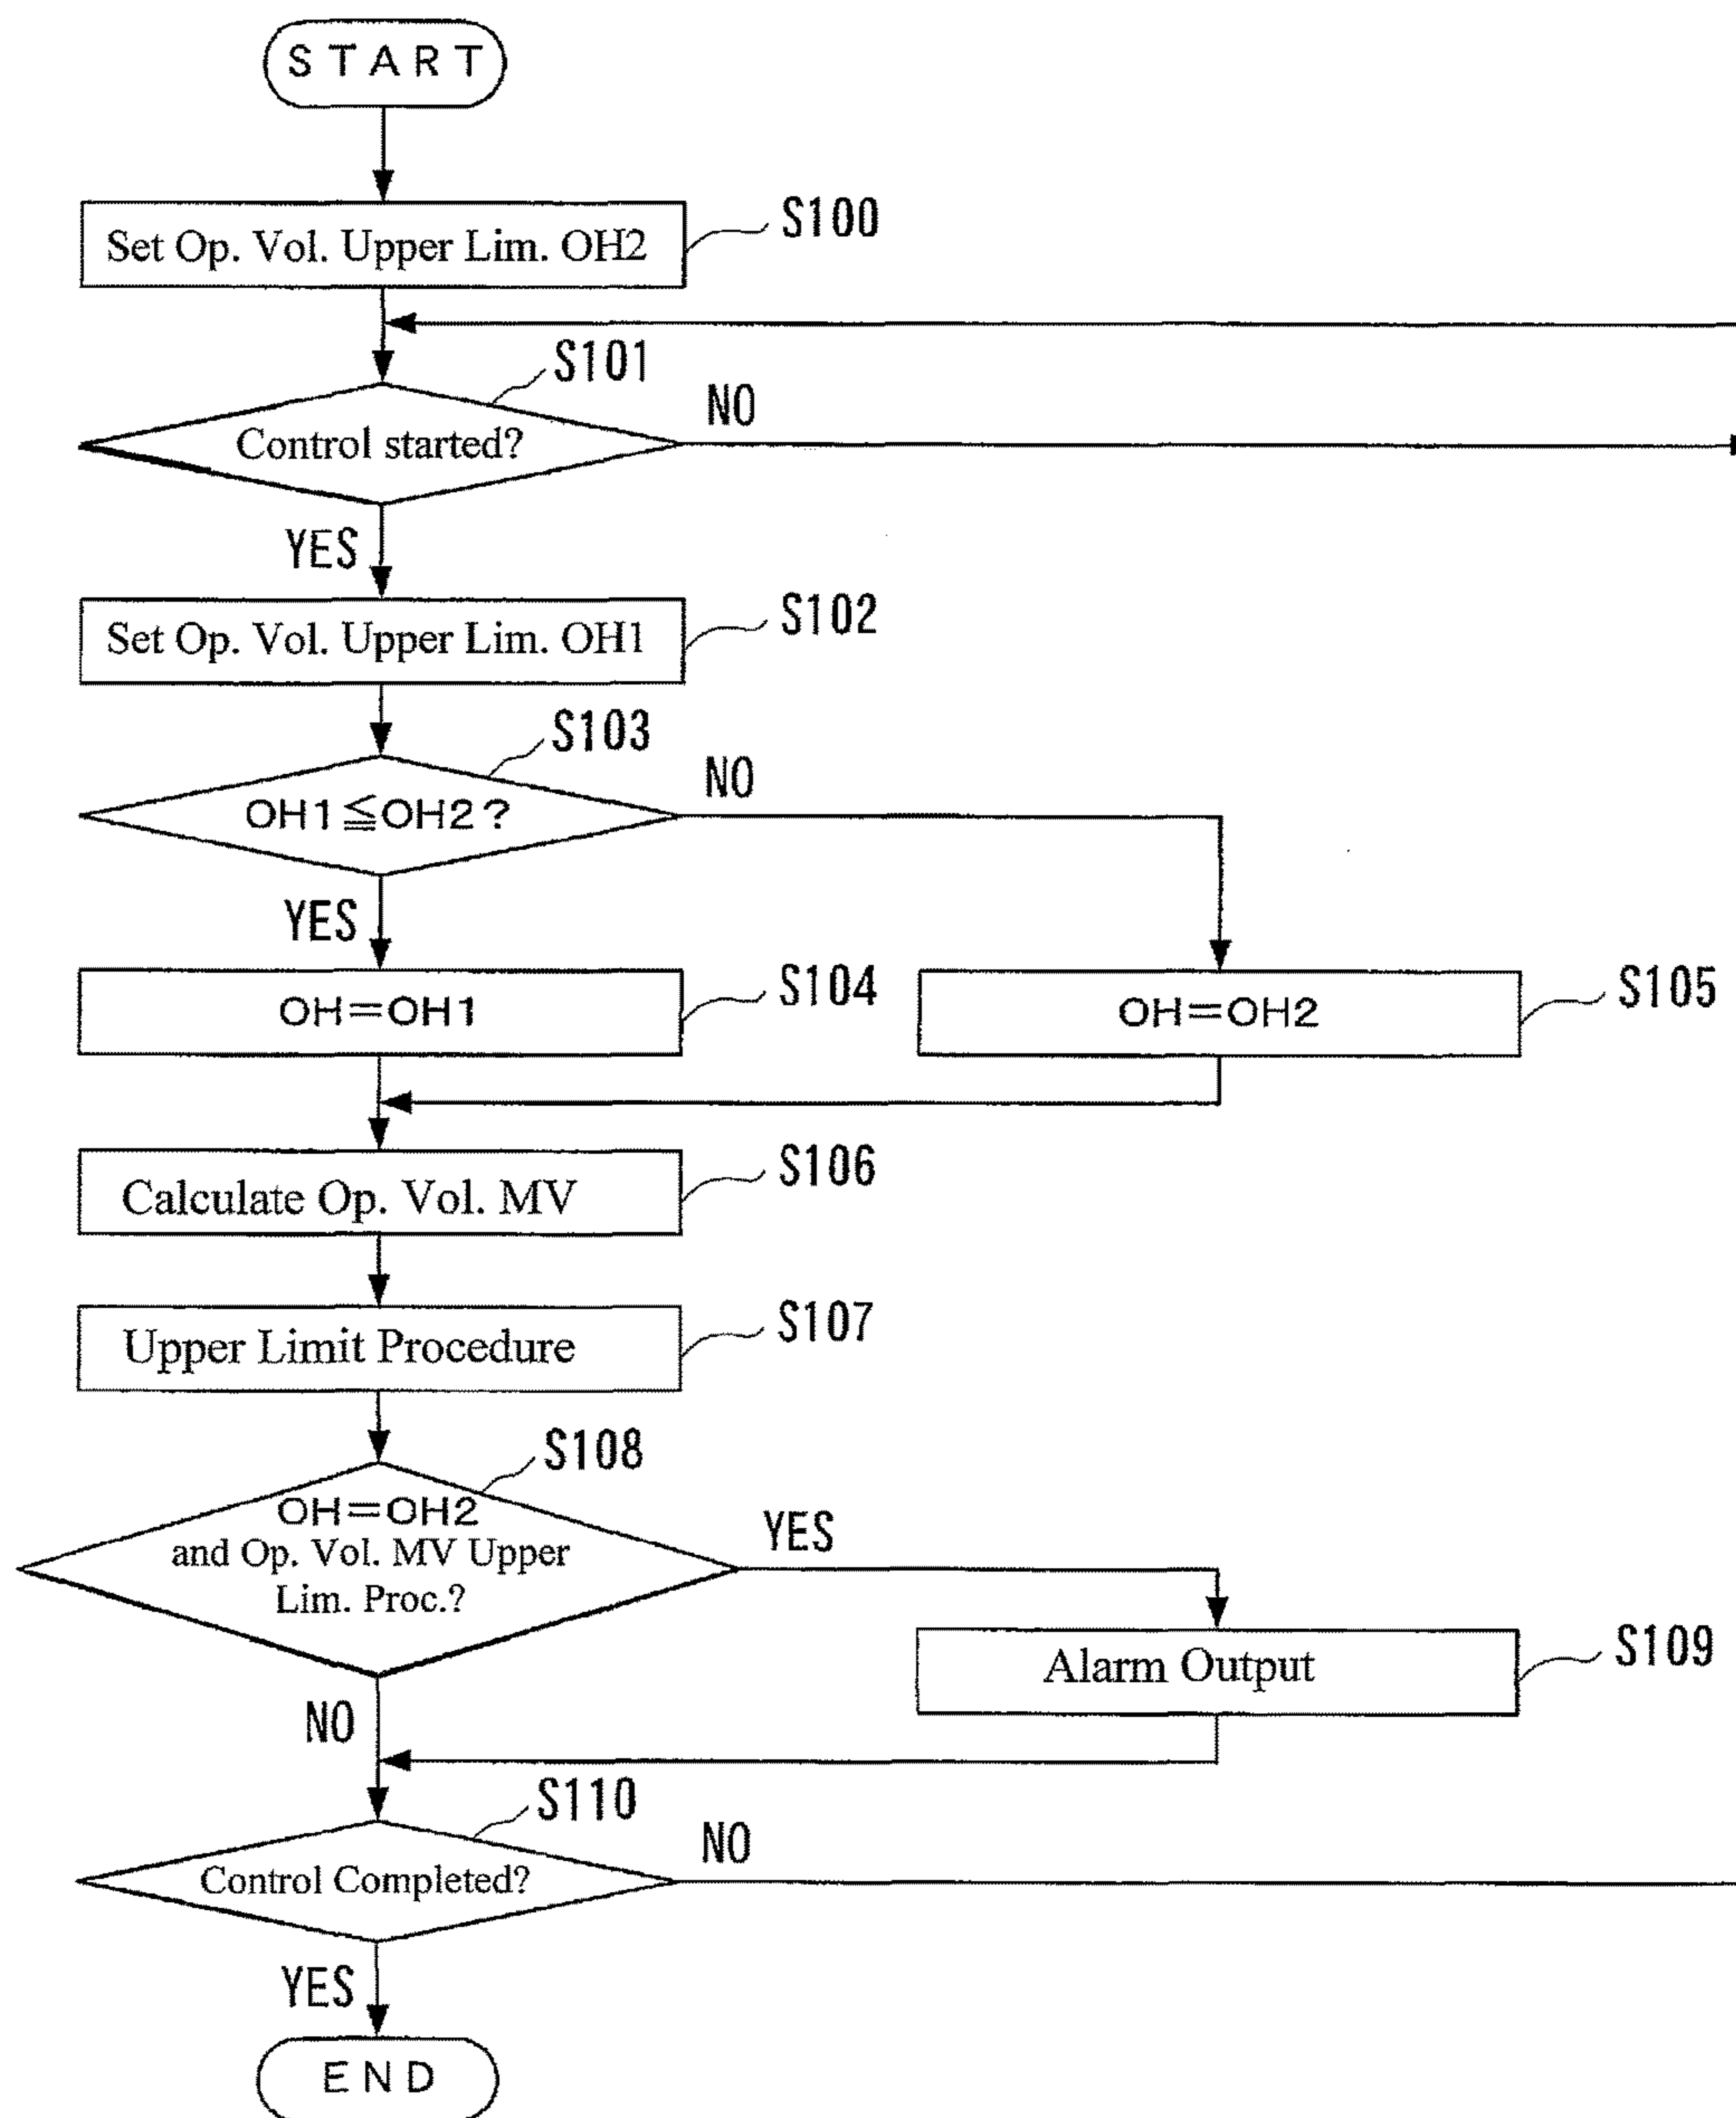 START
S100
Set Op. Vol. Upper Lim. OH2
S101
NO
Control started?
YES
S102
Set Op. Vol. Upper Lim. OH1
S103
NO
OH1≦OH2?
YES
S104
OH=OH1
S105
OH=OH2
S106
Calculate Op. Vol. MV
S107
Upper Limit Procedure
S108
OH=OH2
and Op. Vol. MV Upper
Lim. Proc.?
YES
S109
Alarm Output
NO
S110
NO
Control Completed?
YES
END